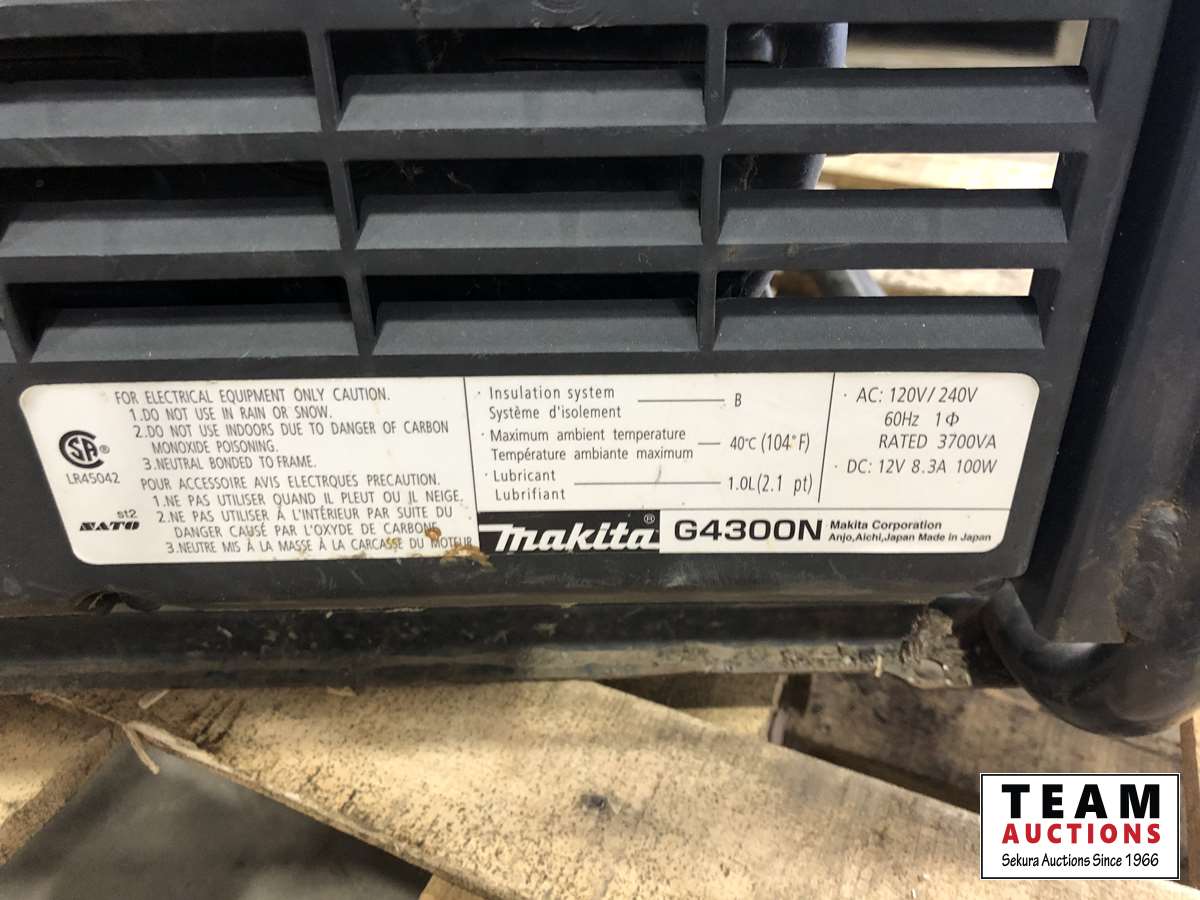 FOR ELECTRICAL EQUIPMENT ONLY CAUTION.
1.DO NOT USE IN RAIN OR SNOW.
2.DO NOT USE INDOORS DUE TO DANGER OF CARBON
MONOXIDE POISONING.
3.NEUTRAL BONDED TO FRAME.
POUR ACCESSOIRE AVIS ELECTRQUES PRECAUTION.
1.NE PAS UTILISER QUAND IL PLEUT OU IL NEIGE.
2.NE PAS UTILISER À L'INTÉRIEUR PAR SUITE DU
DANGER CAUSÉ PAR L'OXYDE DE CARBONE
3.NEUTRE MIS À LA MASSE À LA CARCASSE DU MOTEUR
SA ®
LR45042
st2
NATO
· Insulation system
Système d'isolement B
· Maximum ambient temperature
Température ambiante maximum 40°C (104°F)
· Lubricant
Lubrifiant 1.0L(2.1 pt)
· AC: 120V/240V
60Hz 1Φ
RATED 3700VA
· DC: 12V 8.3A 100W
makita® G4300N
· Makita Corporation
Anjo,Aichi,Japan Made in Japan
TEAM
AUCTIONS
Sekura Auctions Since 1966